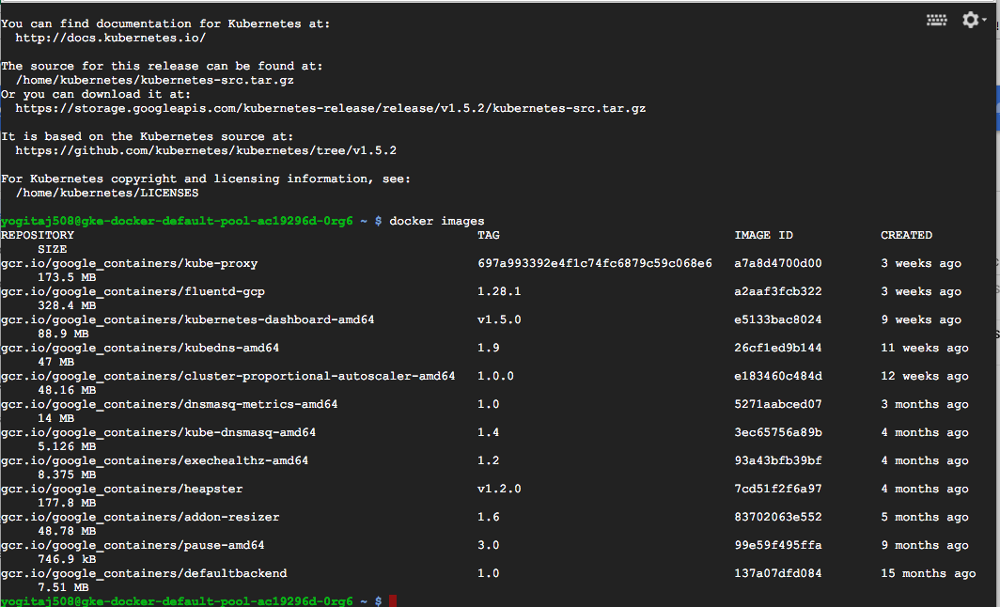 You can find documentation for Kubernetes at:
http://docs.kubernetes.io/
The source for this release can be found at:
/home/kubernetes/kubernetes-src.tar.gz
Or you can download it at:
https://storage.googleapis.com/kubernetes-release/release/v1.5.2/kubernetes-src.tar.gz
It is based on the Kubernetes source at:
https://github.com/kubernetes/kubernetes/tree/v1.5.2
For Kubernetes copyright and licensing information, see:
/home/kubernetes/LICENSES
yogitaj508@gke-docker-default-pool-ac19296d-0rg6 ~ $ docker images
REPOSITORY TAG IMAGE ID CREATED
SIZE
gcr.io/google_containers/kube-proxy 697a993392e4f1c74fc6879c59c068e6 a7a8d4700d00 3 weeks ago
173.5 MB
gcr.io/google_containers/fluentd-gcp 1.28.1 a2aaf3fcb322 3 weeks ago
328.4 MB
gcr.io/google_containers/kubernetes-dashboard-amd64 v1.5.0 e5133bac8024 9 weeks ago
88.9 MB
gcr.io/google_containers/kubedns-amd64 1.9 26cf1ed9b144 11 weeks ago
47 MB
gcr.io/google_containers/cluster-proportional-autoscaler-amd64 1.0.0 e183460c484d 12 weeks ago
48.16 MB
gcr.io/google_containers/dnsmasq-metrics-amd64 1.0 5271aabced07 3 months ago
14 MB
gcr.io/google_containers/kube-dnsmasq-amd64 1.4 3ec65756a89b 4 months ago
5.126 MB
gcr.io/google_containers/exechealthz-amd64 1.2 93a43bfb39bf 4 months ago
8.375 MB
gcr.io/google_containers/heapster v1.2.0 7cd51f2f6a97 4 months ago
177.8 MB
gcr.io/google_containers/addon-resizer 1.6 83702063e552 5 months ago
48.78 MB
gcr.io/google_containers/pause-amd64 3.0 99e59f495ffa 9 months ago
746.9 kB
gcr.io/google_containers/defaultbackend 1.0 137a07dfd084 15 months ago
7.51 MB
yogitaj508@gke-docker-default-pool-ac19296d-0rg6 ~ $